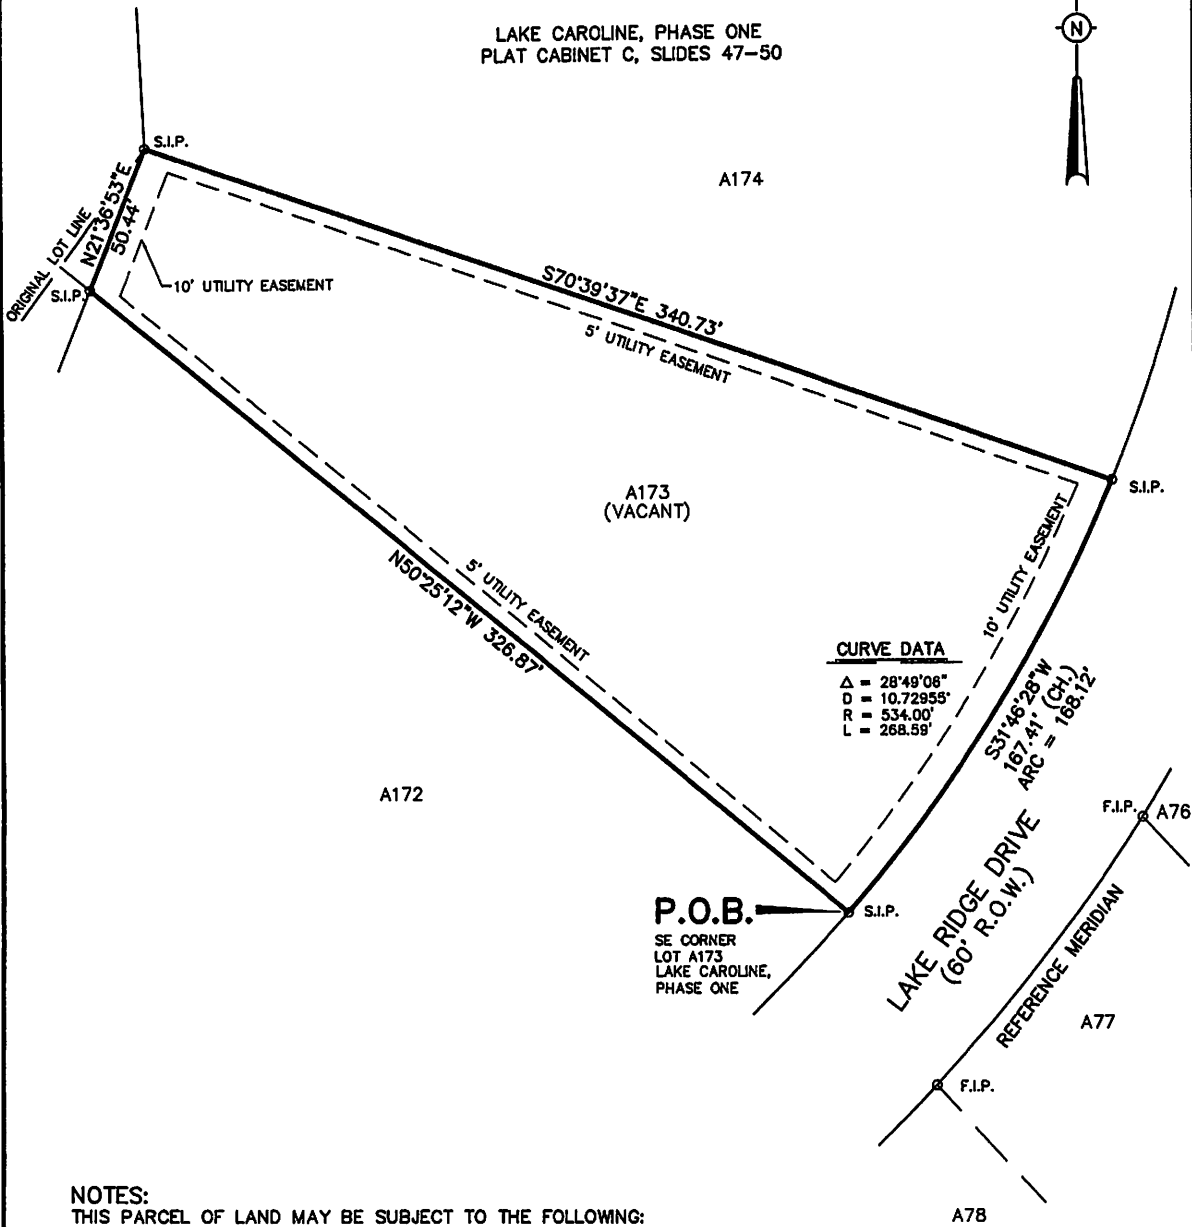 LAKE CAROLINE, PHASE ONE
PLAT CABINET C, SLIDES 47-50
N
S.I.P.
A174
N21°36'53"E
50.44'
ORIGINAL LOT LINE
S.I.P.
10' UTILITY EASEMENT
S70°39'37"E 340.73'
5' UTILITY EASEMENT
S.I.P.
A173
(VACANT)
10' UTILITY EASEMENT
5' UTILITY EASEMENT
N50°25'12"W 326.87'
CURVE DATA
Δ = 28°49'06"
D = 10.72955°
R = 534.00'
L = 268.59'
S31°46'28"W
167.41' (CH.)
ARC = 168.12'
A172
F.I.P.
A76
P.O.B.
S.I.P.
SE CORNER
LOT A173
LAKE CAROLINE,
PHASE ONE
LAKE RIDGE DRIVE
(60' R.O.W.)
REFERENCE MERIDIAN
A77
F.I.P.
NOTES:
THIS PARCEL OF LAND MAY BE SUBJECT TO THE FOLLOWING:
A78